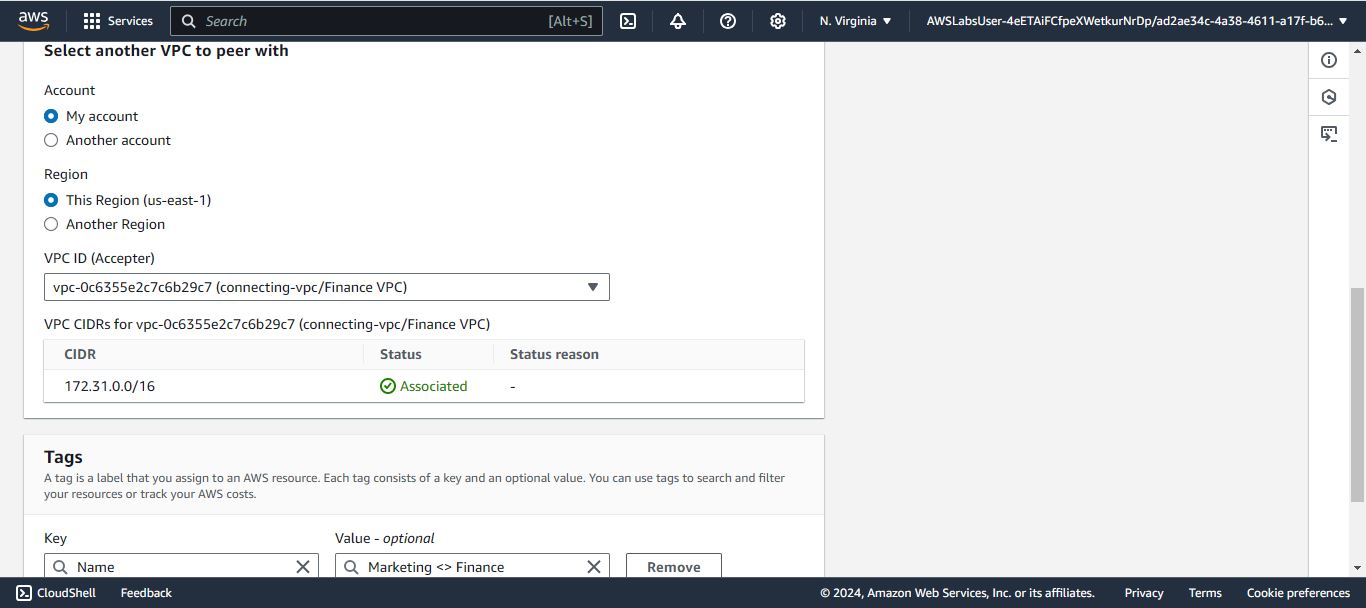 aws
Services
Search [Alt+S]
N. Virginia
AWSLabsUser-4eETAiFCfpeXWetkurNrDp/ad2ae34c-4a38-4611-a17f-b6...
Select another VPC to peer with
Account
My account
Another account
Region
This Region (us-east-1)
Another Region
VPC ID (Accepter)
vpc-0c6355e2c7c6b29c7 (connecting-vpc/Finance VPC)
VPC CIDRs for vpc-0c6355e2c7c6b29c7 (connecting-vpc/Finance VPC)
CIDR Status Status reason
172.31.0.0/16 Associated -
Tags
A tag is a label that you assign to an AWS resource. Each tag consists of a key and an optional value. You can use tags to search and filter
your resources or track your AWS costs.
Key Value - optional
Name Marketing <> Finance Remove
CloudShell Feedback © 2024, Amazon Web Services, Inc. or its affiliates. Privacy Terms Cookie preferences